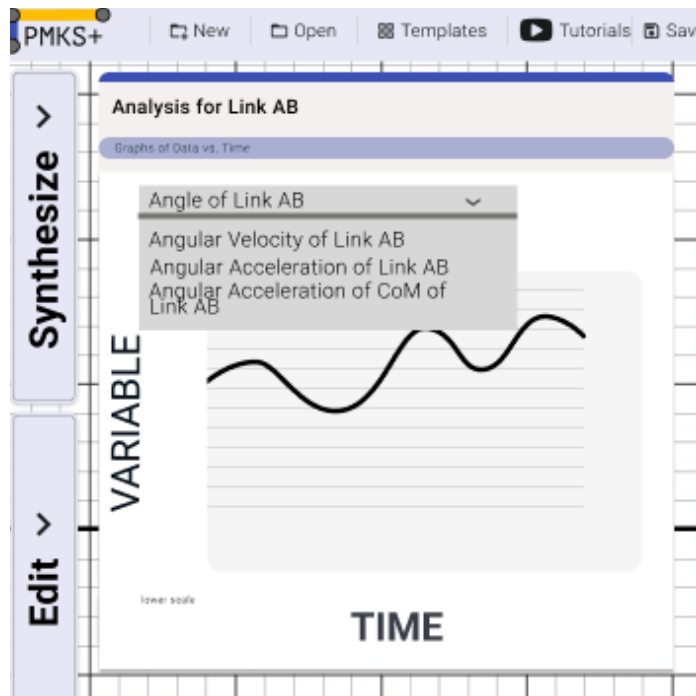 PMKS+ New Open Templates Tutorials Sav
Synthesize
Edit
Analysis for Link AB
Graphs of Data vs. Time
Angle of Link AB
Angular Velocity of Link AB
Angular Acceleration of Link AB
Angular Acceleration of CoM of
Link AB
VARIABLE
lower scale
TIME